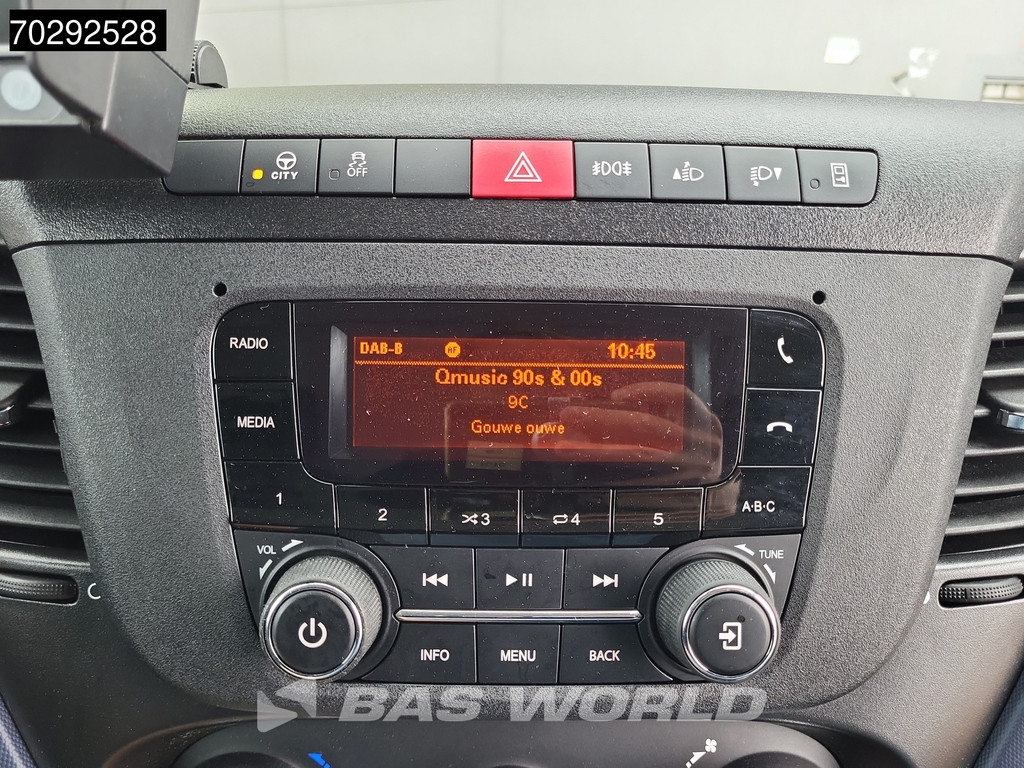 70292528
CITY
OFF
RADIO
DAB-B AF 10:45
Qmusic 90s & 00s
9C
Gouwe ouwe
MEDIA
1
2
3
4
5
A·B·C
VOL
TUNE
INFO
MENU
BACK
BAS WORLD